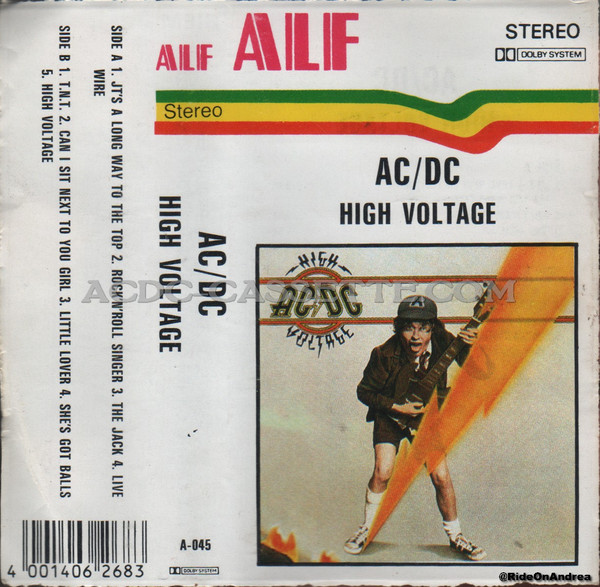 SIDE A 1. JT'S A LONG WAY TO THE TOP 2. ROCK'N'ROLL SINGER 3. THE JACK 4. LIVE
WIRE
SIDE B 1. T.N.T. 2. CAN I SIT NEXT TO YOU GIRL 3. LITTLE LOVER 4. SHE'S GOT BALLS
5. HIGH VOLTAGE
4 001406 2683
ALF
AC/DC
HIGH VOLTAGE
A-045
DOLBY SYSTEM
ALF
STEREO
DOLBY SYSTEM
Stereo
AC/DC
HIGH VOLTAGE
HIGH
AC/DC
VOLTAGE
A
ACDC-CASSETTE.COM
@RideOnAndrea